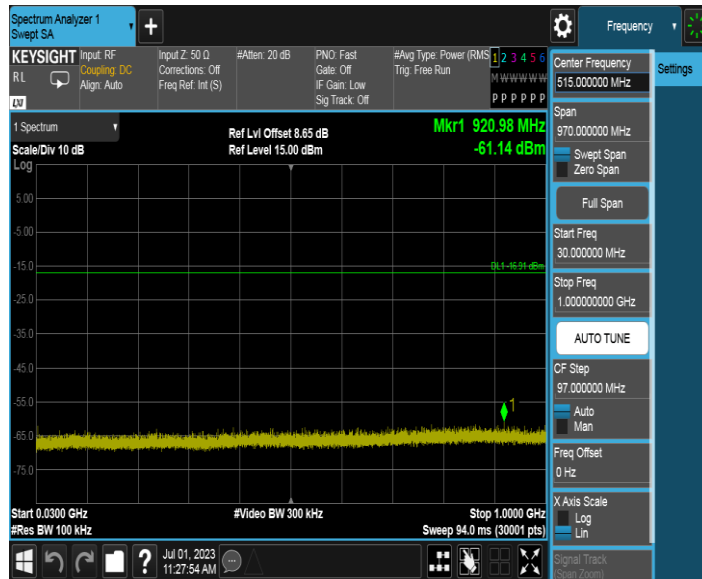 Spectrum Analyzer 1
Swept SA
Frequency
KEYSIGHT
RL
LXI
Input: RF
Coupling: DC
Align: Auto
Input Z: 50 Ω
Corrections: Off
Freq Ref: Int (S)
#Atten: 20 dB
PNO: Fast
Gate: Off
IF Gain: Low
Sig Track: Off
#Avg Type: Power (RMS
Trig: Free Run
1 2 3 4 5 6
M W W W W W
P P P P P P
1 Spectrum
Scale/Div 10 dB
Ref Lvl Offset 8.65 dB
Ref Level 15.00 dBm
Mkr1 920.98 MHz
-61.14 dBm
Log
5.00
-5.00
-15.0
-25.0
-35.0
-45.0
-55.0
-65.0
-75.0
DL1 -16.91 dBm
1
Start 0.0300 GHz
#Res BW 100 kHz
#Video BW 300 kHz
Stop 1.0000 GHz
Sweep 94.0 ms (30001 pts)
Jul 01, 2023
11:27:54 AM
?
Center Frequency
515.000000 MHz
Settings
Span
970.000000 MHz
Swept Span
Zero Span
Full Span
Start Freq
30.000000 MHz
Stop Freq
1.000000000 GHz
AUTO TUNE
CF Step
97.000000 MHz
Auto
Man
Freq Offset
0 Hz
X Axis Scale
Log
Lin
Signal Track
(Span Zoom)